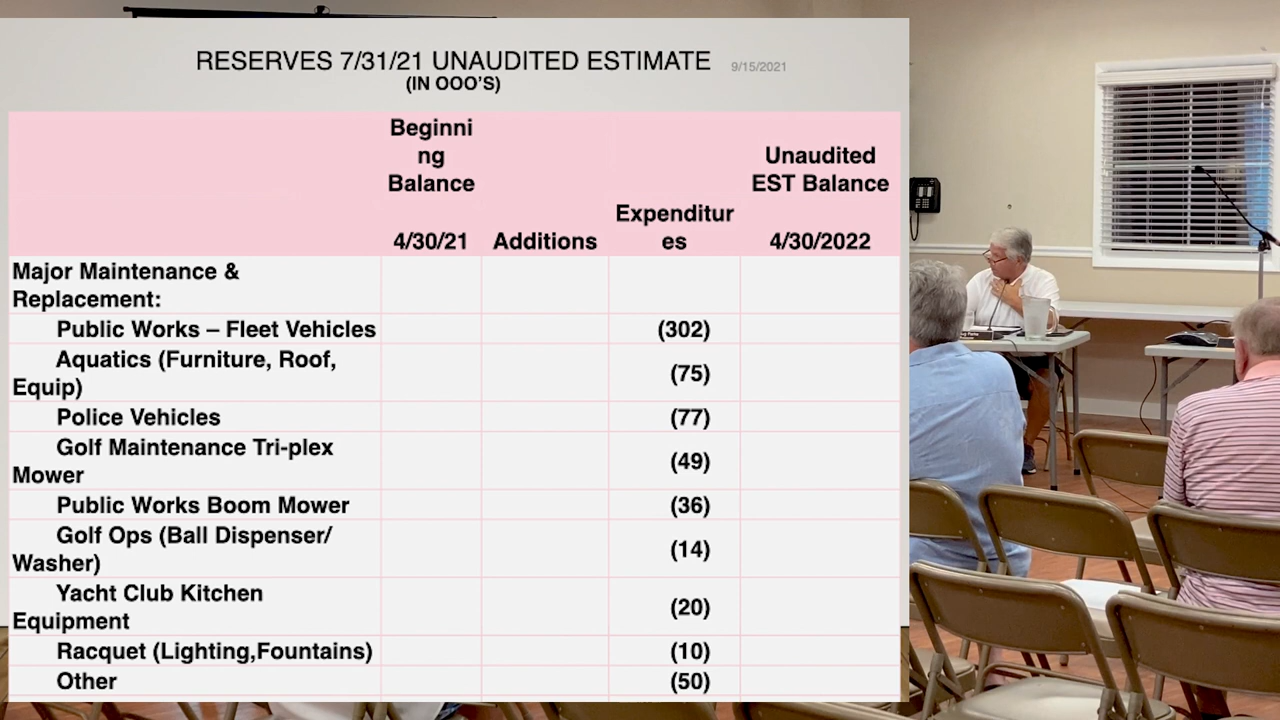 RESERVES 7/31/21 UNAUDITED ESTIMATE 9/15/2021
(IN OOO'S)
Beginni
ng
Balance
4/30/21
Additions
Expenditur
es
Unaudited
EST Balance
4/30/2022
Major Maintenance &
Replacement:
Public Works – Fleet Vehicles (302)
Aquatics (Furniture, Roof,
Equip) (75)
Police Vehicles (77)
Golf Maintenance Tri-plex
Mower (49)
Public Works Boom Mower (36)
Golf Ops (Ball Dispenser/
Washer) (14)
Yacht Club Kitchen
Equipment (20)
Racquet (Lighting,Fountains) (10)
Other (50)